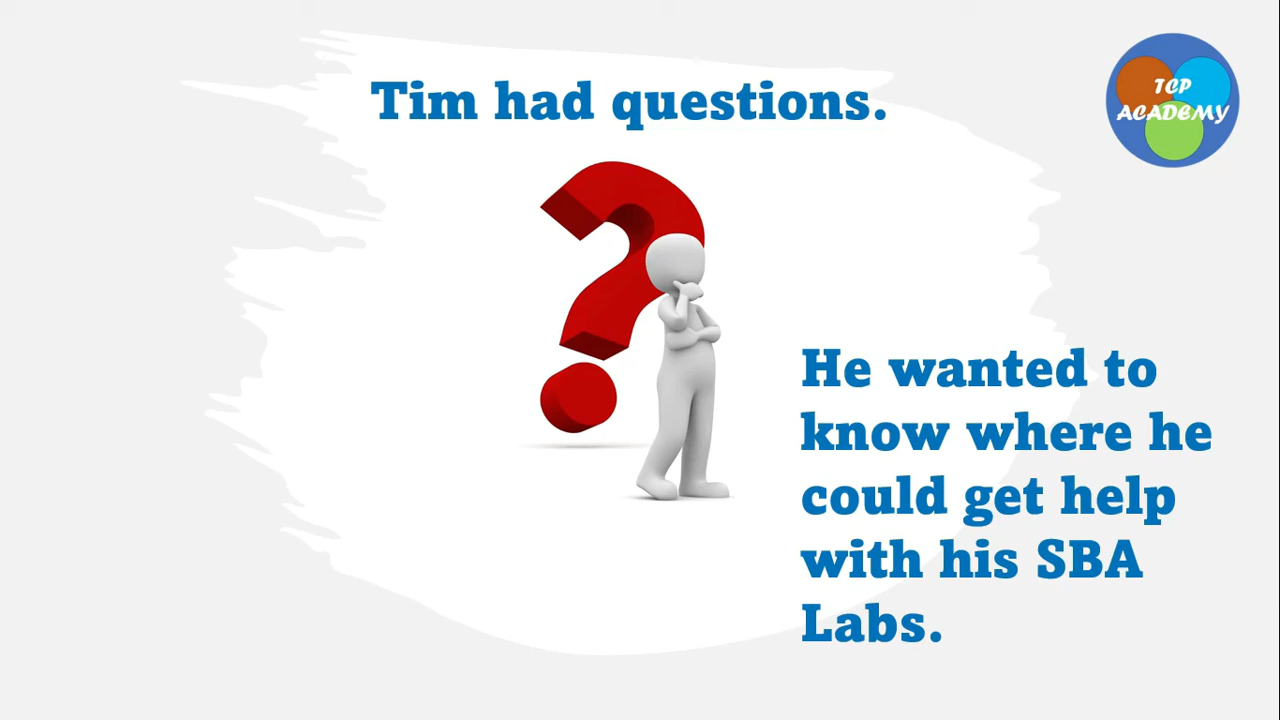 Tim had questions.
TCP
ACADEMY
He wanted to
know where he
could get help
with his SBA
Labs.